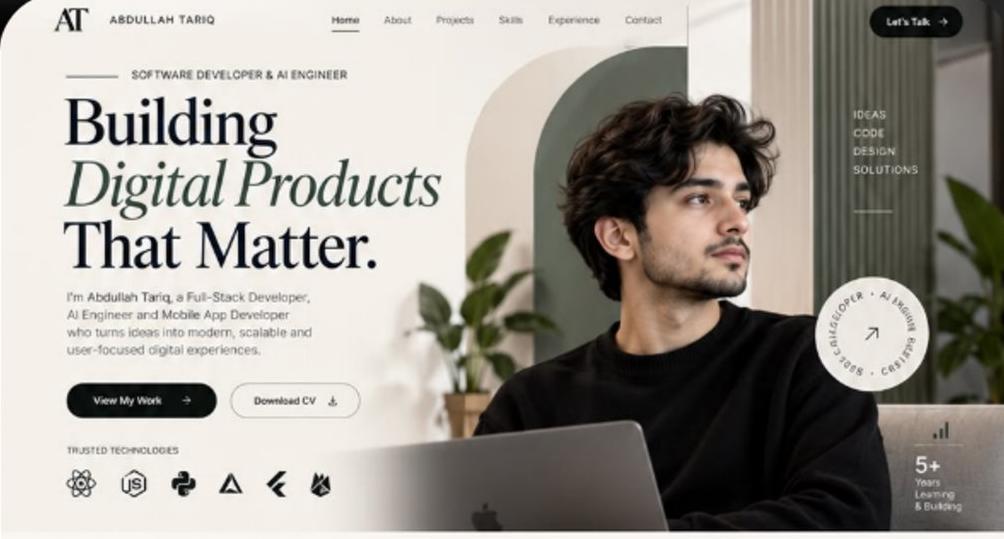 AT ABDULLAH TARIQ
Home About Projects Skills Experience Contact
Let's Talk
SOFTWARE DEVELOPER & AI ENGINEER
Building
Digital Products
That Matter.
I'm Abdullah Tariq, a Full-Stack Developer,
AI Engineer and Mobile App Developer
who turns ideas into modern, scalable and
user-focused digital experiences.
View My Work
Download CV
TRUSTED TECHNOLOGIES
JS
IDEAS
CODE
DESIGN
SOLUTIONS
5+
Years
Learning
& Building